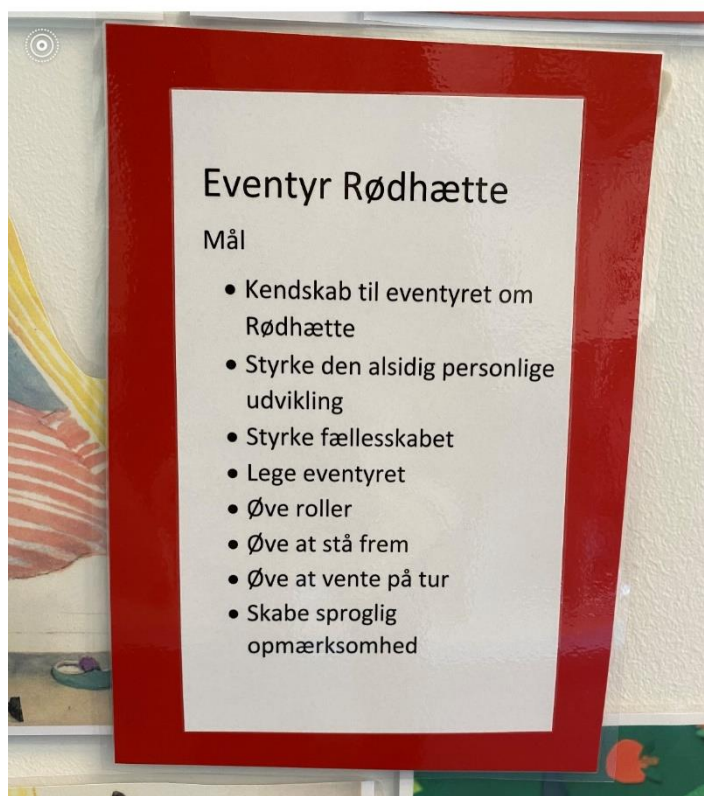 Eventyr Rødhætte
Mål
• Kendskab til eventyret om
Rødhætte
• Styrke den alsidig personlige
udvikling
• Styrke fællesskabet
• Lege eventyret
• Øve roller
• Øve at stå frem
• Øve at vente på tur
• Skabe sproglig
opmærksomhed